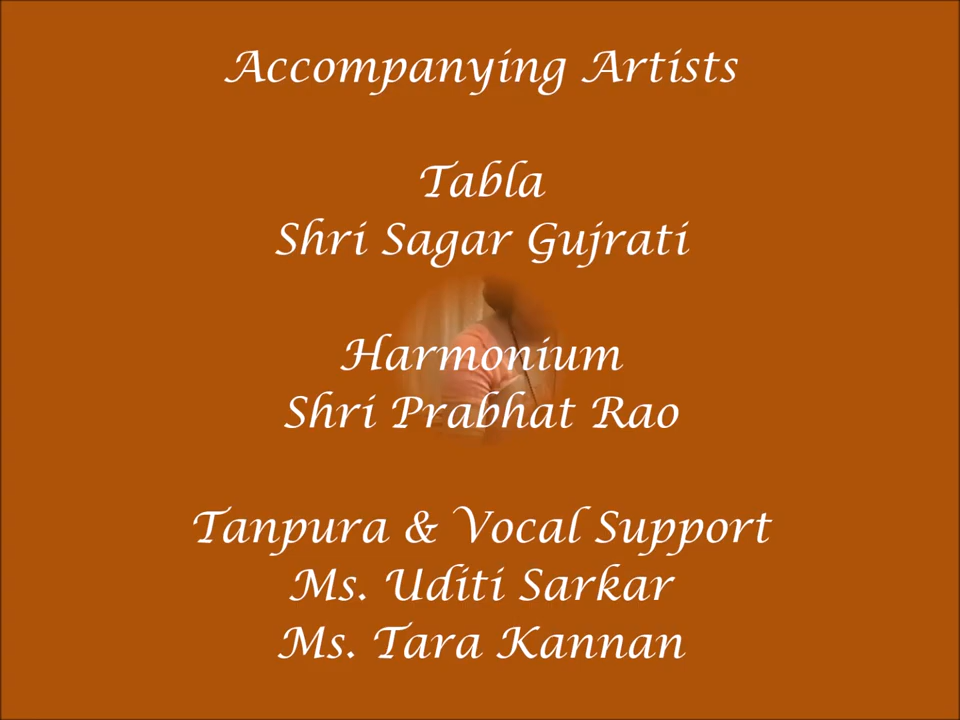 Accompanying Artists
Tabla
Shri Sagar Gujrati
Harmonium
Shri Prabhat Rao
Tanpura & Vocal Support
Ms. Uditi Sarkar
Ms. Tara Kannan